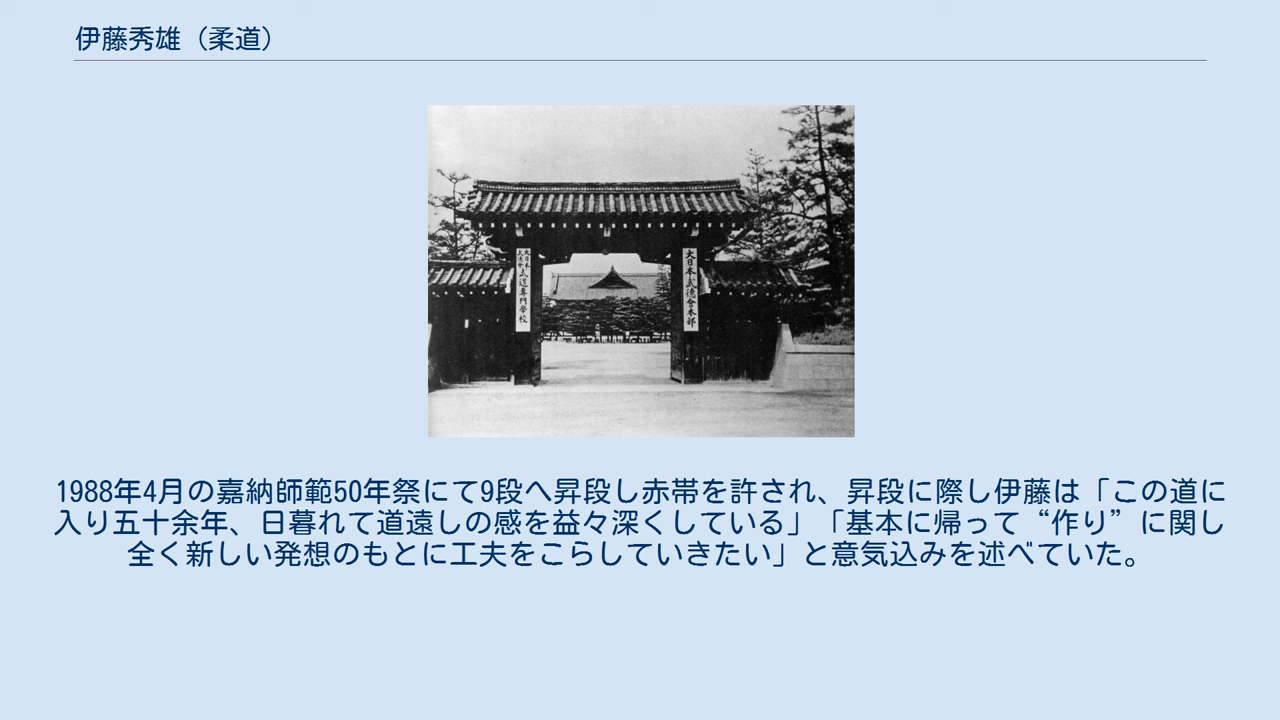 伊藤秀雄（柔道）
大日本武徳會
武道専門學校
大日本武徳會本部
1988年4月の嘉納師範50年祭にて9段へ昇段し赤帯を許され、昇段に際し伊藤は「この道に
入り五十余年、日暮れて道遠しの感を益々深くしている」「基本に帰って“作り”に関し
全く新しい発想のもとに工夫をこらしていきたい」と意気込みを述べていた。